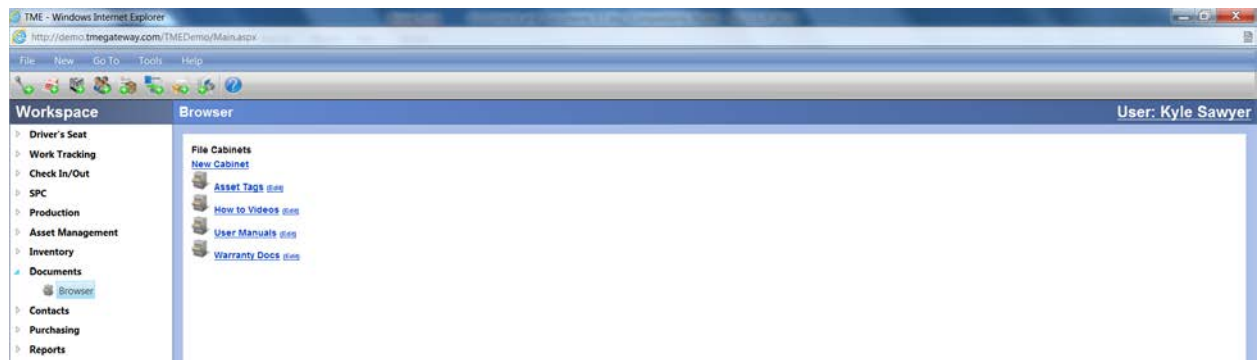 TME - Windows Internet Explorer
http://demo.tmegateway.com/TMEDemo/Main.aspx
File New Go To Tools Help
Workspace
Browser
User: Kyle Sawyer
Driver's Seat
Work Tracking
Check In/Out
SPC
Production
Asset Management
Inventory
Documents
Browser
Contacts
Purchasing
Reports
File Cabinets
New Cabinet
Asset Tags (Edit)
How to Videos (Edit)
User Manuals (Edit)
Warranty Docs (Edit)